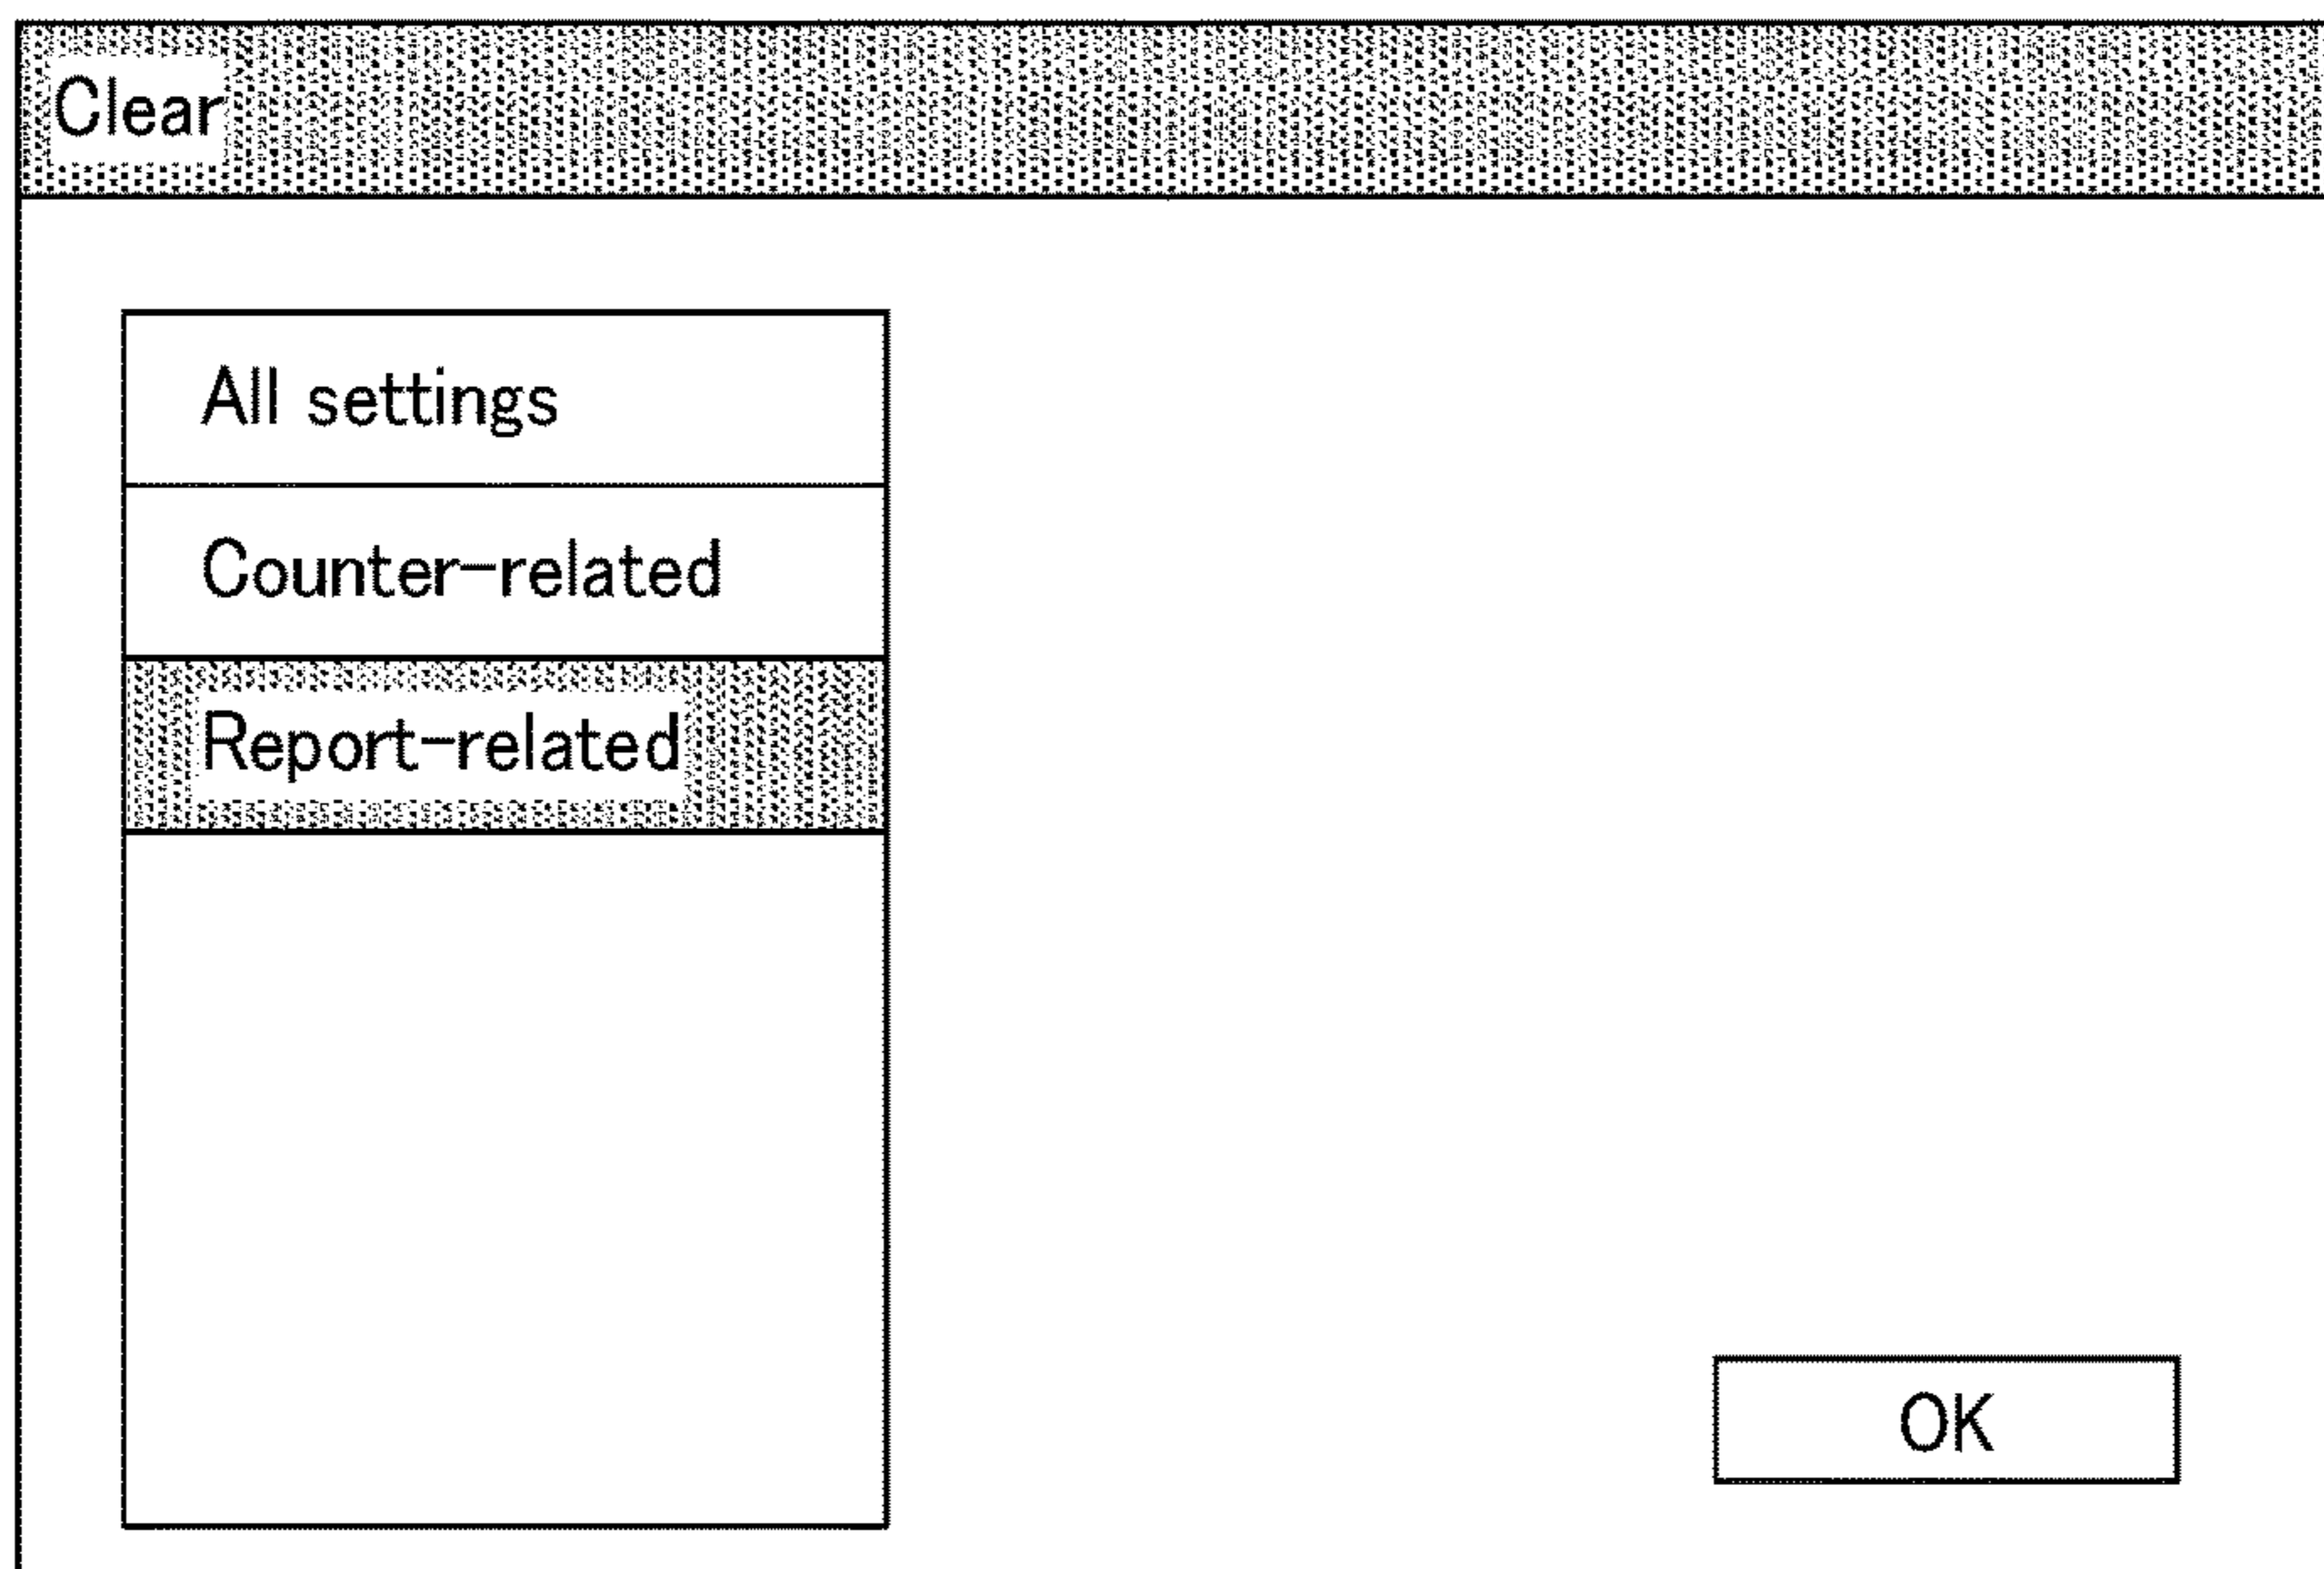 Clear
All settings
Counter-related
Report-related
OK